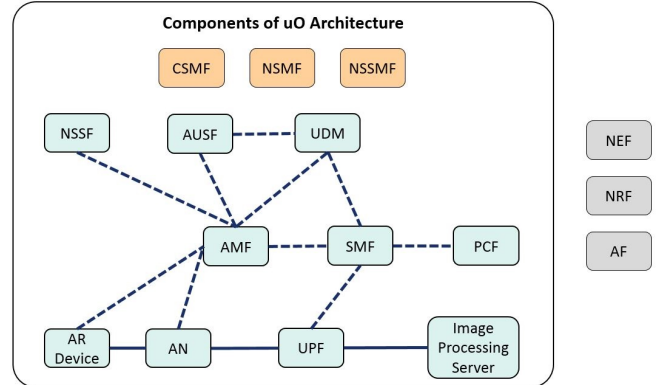 Components of uO Architecture
CSMF
NSMF
NSSMF
NSSF
AUSF
UDM
NEF
NRF
AMF
SMF
PCF
AF
AR
Device
AN
UPF
Image
Processing
Server